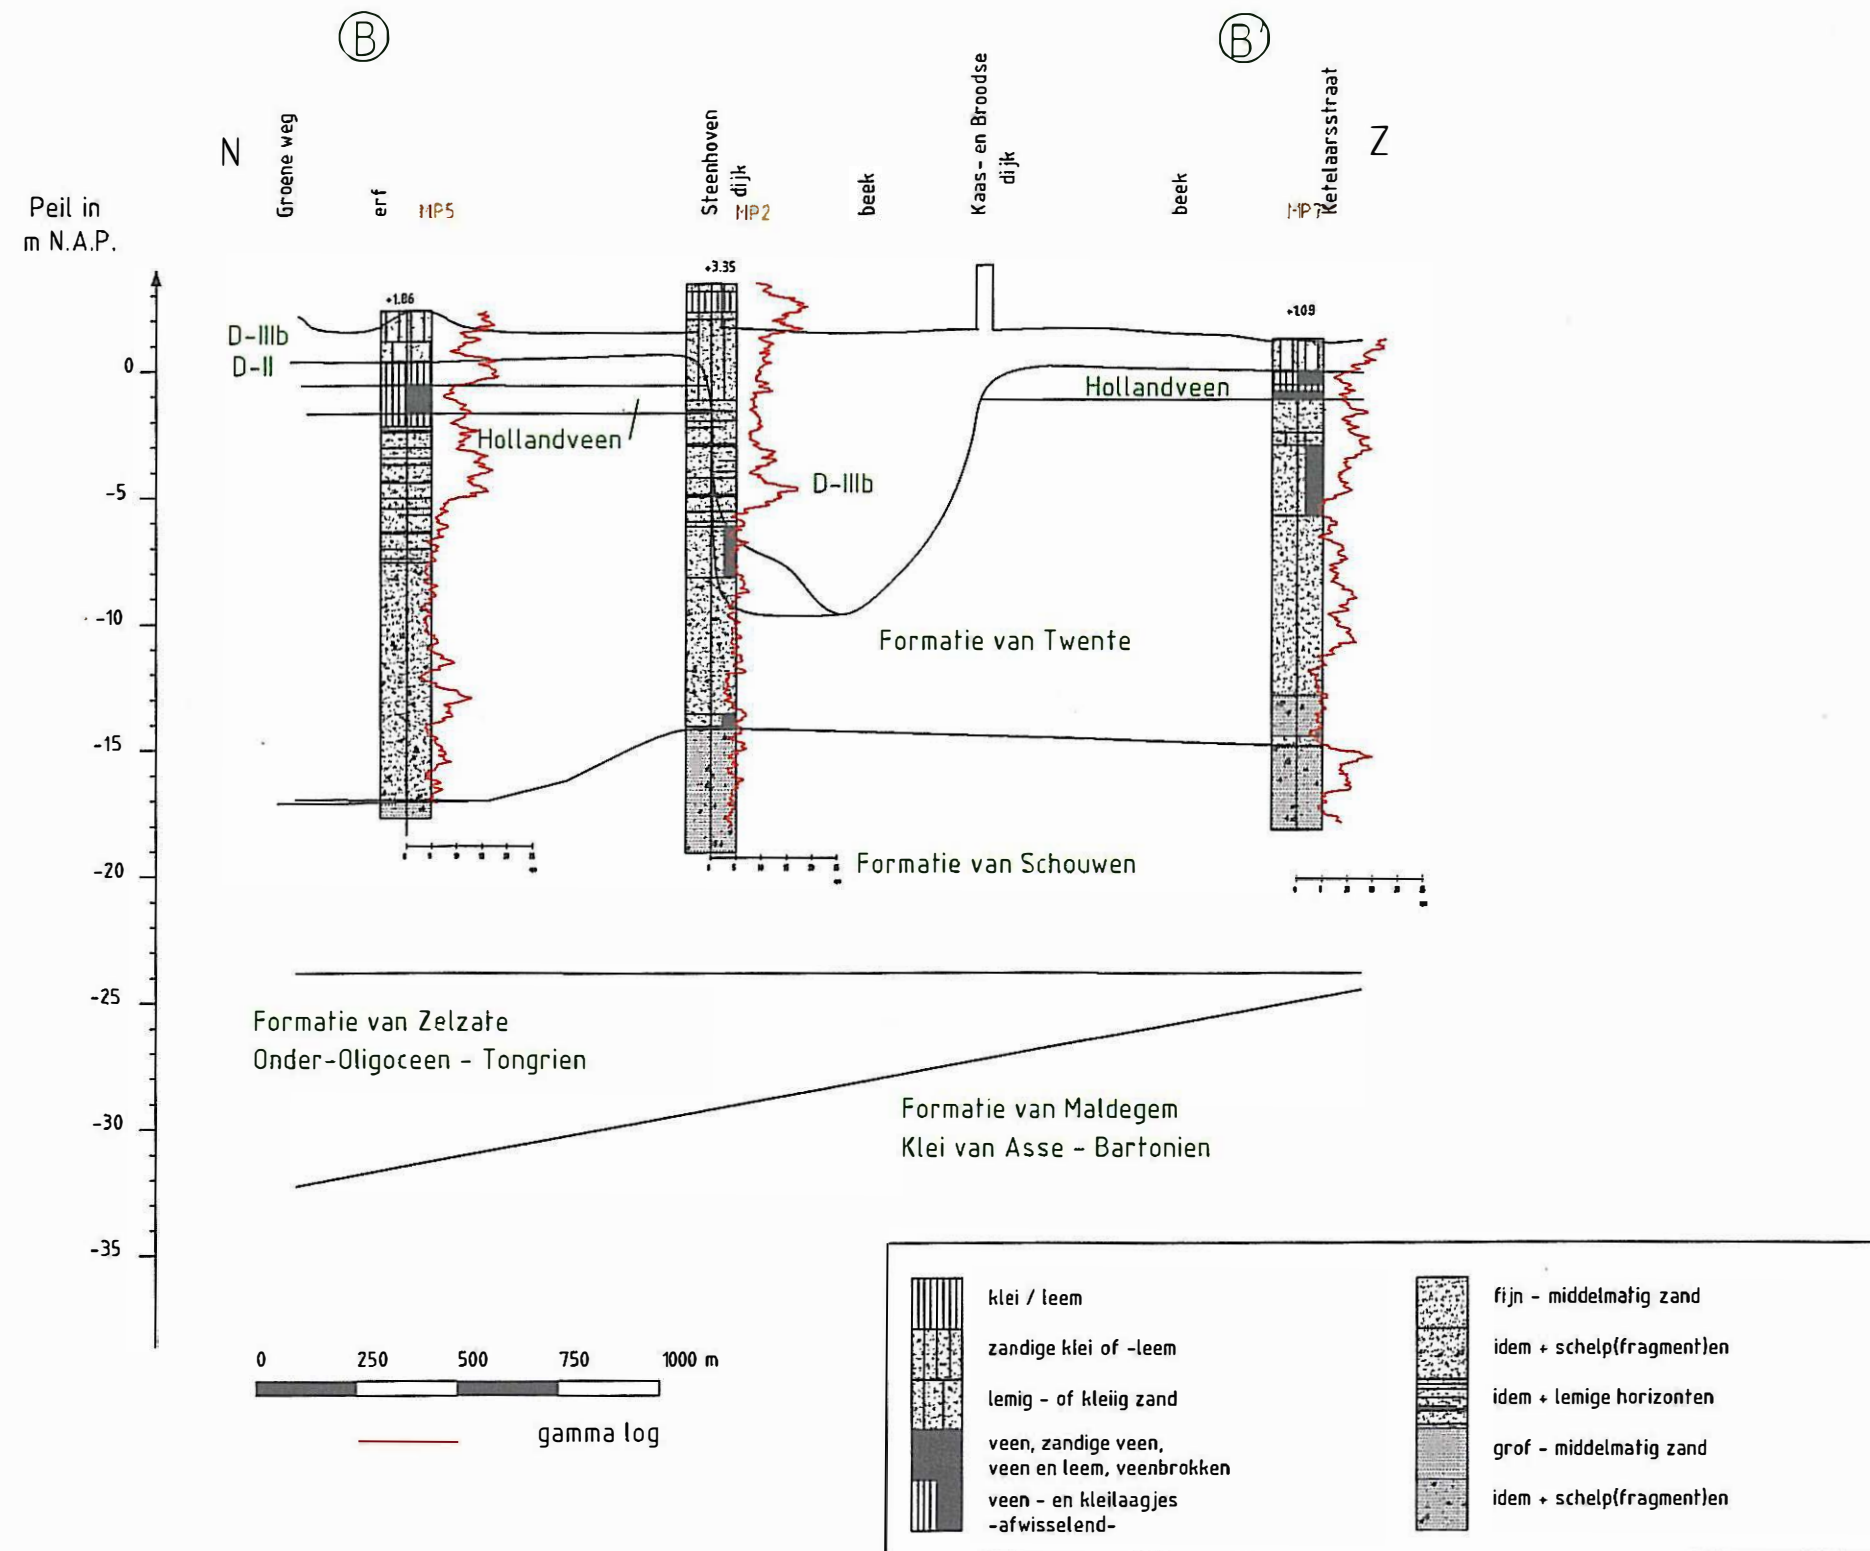 B
B'
N
Groene weg
erf
MP5
Steenhoven
dijk
MP2
beek
Kaas- en Broodse
dijk
beek
MP7
Ketelaarsstraat
Z
Peil in
m N.A.P.
+1.86
+3.35
+1.09
D-IIIb
D-II
0
Hollandveen
Hollandveen
-5
D-IIIb
-10
Formatie van Twente
-15
-20
Formatie van Schouwen
-25
Formatie van Zelzate
Onder-Oligoceen - Tongrien
-30
Formatie van Maldegem
Klei van Asse - Bartonien
-35
0 250 500 750 1000 m
gamma log
klei / leem
zandige klei of -leem
lemig - of kleiig zand
veen, zandige veen,
veen en leem, veenbrokken
veen - en kleilaagjes
-afwisselend-
fijn - middelmatig zand
idem + schelp(fragment)en
idem + lemige horizonten
grof - middelmatig zand
idem + schelp(fragment)en